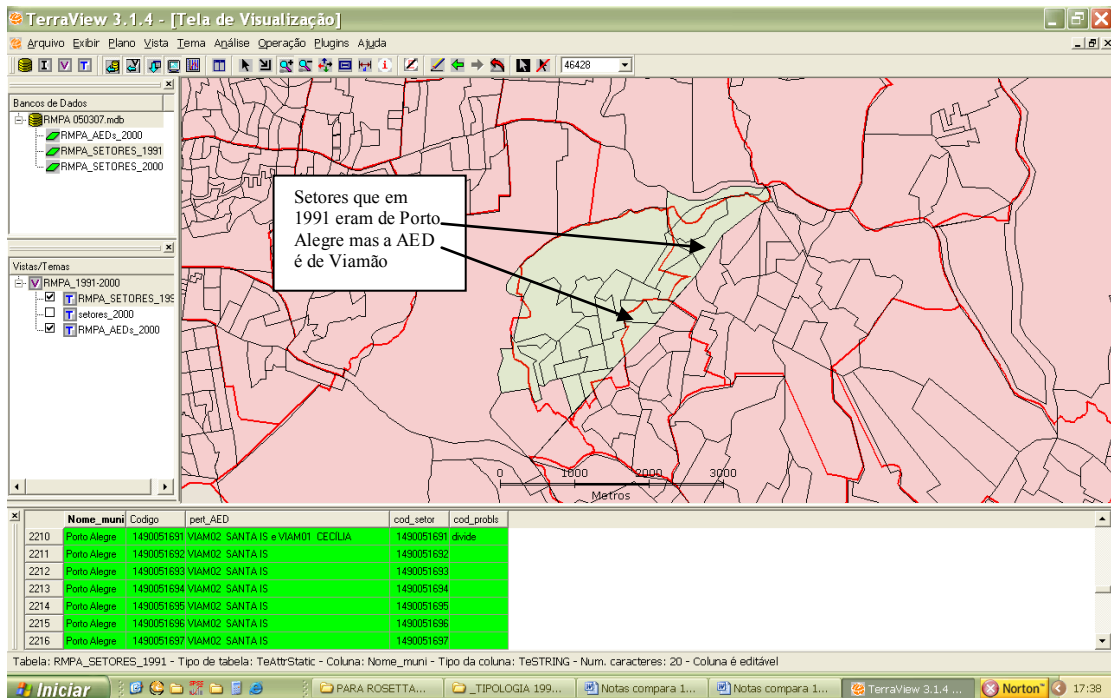 TerraView 3.1.4 - [Tela de Visualização]
Arquivo Exibir Plano Vista Tema Análise Operação Plugins Ajuda
I V T 46428
Bancos de Dados
RMPA 050307.mdb
RMPA_AEDs_2000
RMPA_SETORES_1991
RMPA_SETORES_2000
Vistas/Temas
V RMPA_1991-2000
T RMPA_SETORES_199
T setores_2000
T RMPA_AEDs_2000
Setores que em
1991 eram de Porto
Alegre mas a AED
é de Viamão
0 1000 2000 3000
Metros
Nome_muni Codigo pert_AED cod_setor cod_probls
2210 Porto Alegre 1490051691 VIAM02 SANTA IS e VIAM01 CECÍLIA 1490051691 divide
2211 Porto Alegre 1490051692 VIAM02 SANTA IS 1490051692
2212 Porto Alegre 1490051693 VIAM02 SANTA IS 1490051693
2213 Porto Alegre 1490051694 VIAM02 SANTA IS 1490051694
2214 Porto Alegre 1490051695 VIAM02 SANTA IS 1490051695
2215 Porto Alegre 1490051696 VIAM02 SANTA IS 1490051696
2216 Porto Alegre 1490051697 VIAM02 SANTA IS 1490051697
Tabela: RMPA_SETORES_1991 - Tipo de tabela: TeAttrStatic - Coluna: Nome_muni - Tipo da coluna: TeSTRING - Num. caracteres: 20 - Coluna é editável
Iniciar PARA ROSETTA... _TIPOLOGIA 199... Notas compara 1... Notas compara 1... TerraView 3.1.4 ... Norton™ 17:38